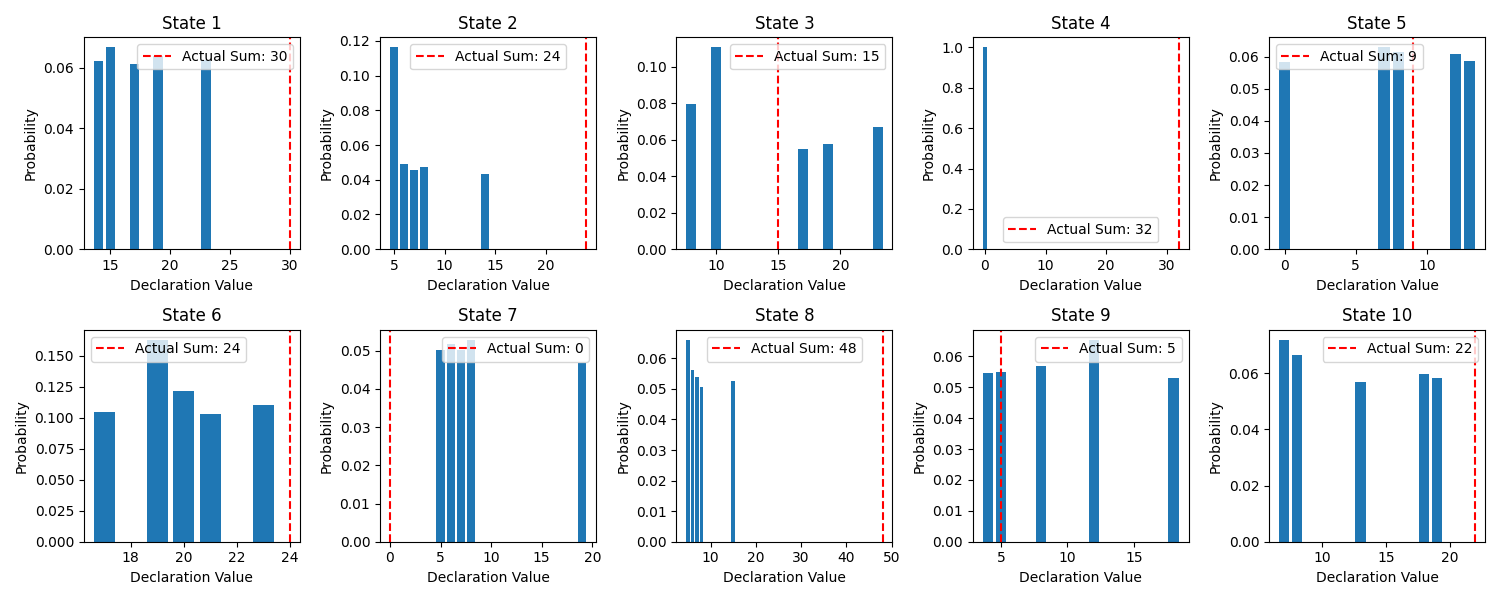 State 1
Probability
0.06
0.04
0.02
0.00
Actual Sum: 30
15 20 25 30
Declaration Value
State 2
Probability
0.12
0.10
0.08
0.06
0.04
0.02
0.00
Actual Sum: 24
5 10 15 20
Declaration Value
State 3
Probability
0.10
0.08
0.06
0.04
0.02
0.00
Actual Sum: 15
10 15 20
Declaration Value
State 4
Probability
1.0
0.8
0.6
0.4
0.2
0.0
Actual Sum: 32
0 10 20 30
Declaration Value
State 5
Probability
0.06
0.05
0.04
0.03
0.02
0.01
0.00
Actual Sum: 9
0 5 10
Declaration Value
State 6
Probability
0.150
0.125
0.100
0.075
0.050
0.025
0.000
Actual Sum: 24
18 20 22 24
Declaration Value
State 7
Probability
0.05
0.04
0.03
0.02
0.01
0.00
Actual Sum: 0
0 5 10 15 20
Declaration Value
State 8
Probability
0.06
0.05
0.04
0.03
0.02
0.01
0.00
Actual Sum: 48
10 20 30 40 50
Declaration Value
State 9
Probability
0.06
0.05
0.04
0.03
0.02
0.01
0.00
Actual Sum: 5
5 10 15
Declaration Value
State 10
Probability
0.06
0.04
0.02
0.00
Actual Sum: 22
10 15 20
Declaration Value